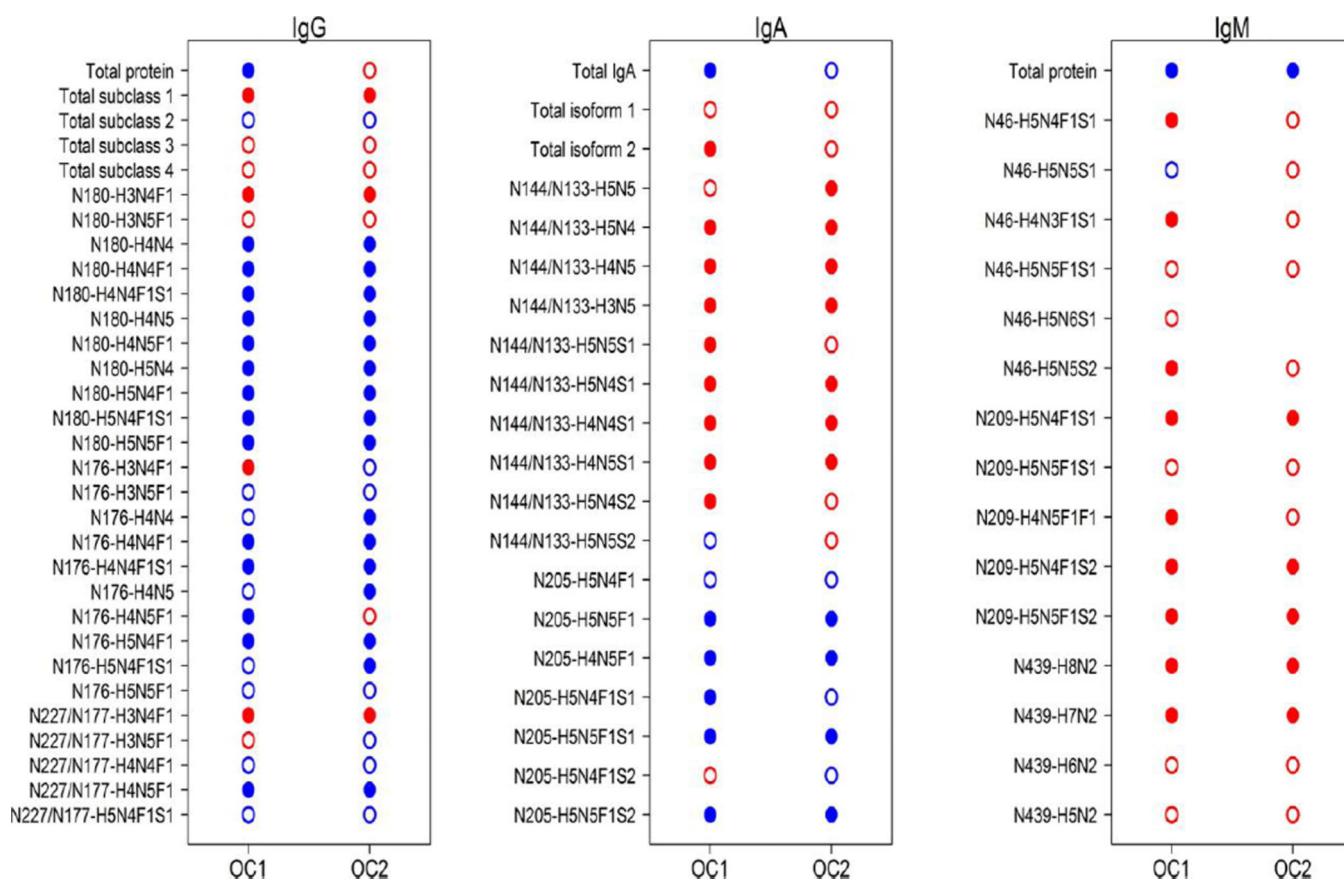 IgG
Total protein
Total subclass 1
Total subclass 2
Total subclass 3
Total subclass 4
N180-H3N4F1
N180-H3N5F1
N180-H4N4
N180-H4N4F1
N180-H4N4F1S1
N180-H4N5
N180-H4N5F1
N180-H5N4
N180-H5N4F1
N180-H5N4F1S1
N180-H5N5F1
N176-H3N4F1
N176-H3N5F1
N176-H4N4
N176-H4N4F1
N176-H4N4F1S1
N176-H4N5
N176-H4N5F1
N176-H5N4F1
N176-H5N4F1S1
N176-H5N5F1
N227/N177-H3N4F1
N227/N177-H3N5F1
N227/N177-H4N4F1
N227/N177-H4N5F1
N227/N177-H5N4F1S1
QC1 QC2
IgA
Total IgA
Total isoform 1
Total isoform 2
N144/N133-H5N5
N144/N133-H5N4
N144/N133-H4N5
N144/N133-H3N5
N144/N133-H5N5S1
N144/N133-H5N4S1
N144/N133-H4N4S1
N144/N133-H4N5S1
N144/N133-H5N4S2
N144/N133-H5N5S2
N205-H5N4F1
N205-H5N5F1
N205-H4N5F1
N205-H5N4F1S1
N205-H5N5F1S1
N205-H5N4F1S2
N205-H5N5F1S2
QC1 QC2
IgM
Total protein
N46-H5N4F1S1
N46-H5N5S1
N46-H4N3F1S1
N46-H5N5F1S1
N46-H5N6S1
N46-H5N5S2
N209-H5N4F1S1
N209-H5N5F1S1
N209-H4N5F1F1
N209-H5N4F1S2
N209-H5N5F1S2
N439-H8N2
N439-H7N2
N439-H6N2
N439-H5N2
QC1 QC2